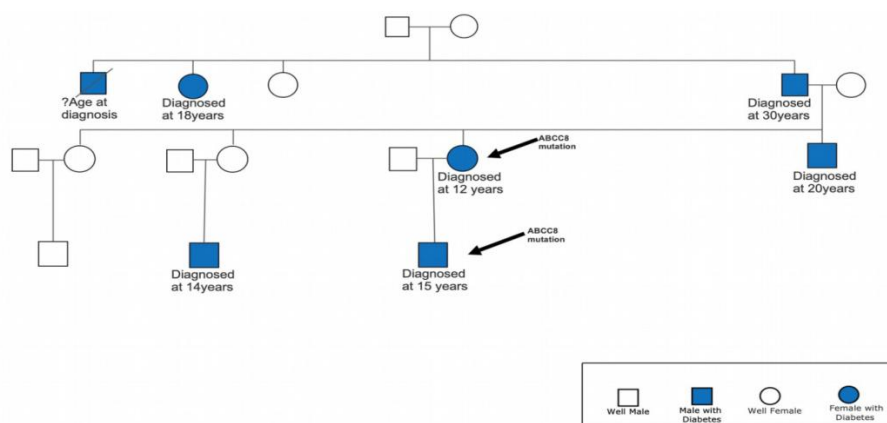 ?Age at
diagnosis
Diagnosed
at 18years
Diagnosed
at 30years
ABCC8
mutation
Diagnosed
at 12 years
Diagnosed
at 20years
ABCC8
mutation
Diagnosed
at 14years
Diagnosed
at 15 years
Well Male
Male with
Diabetes
Well Female
Female with
Diabetes